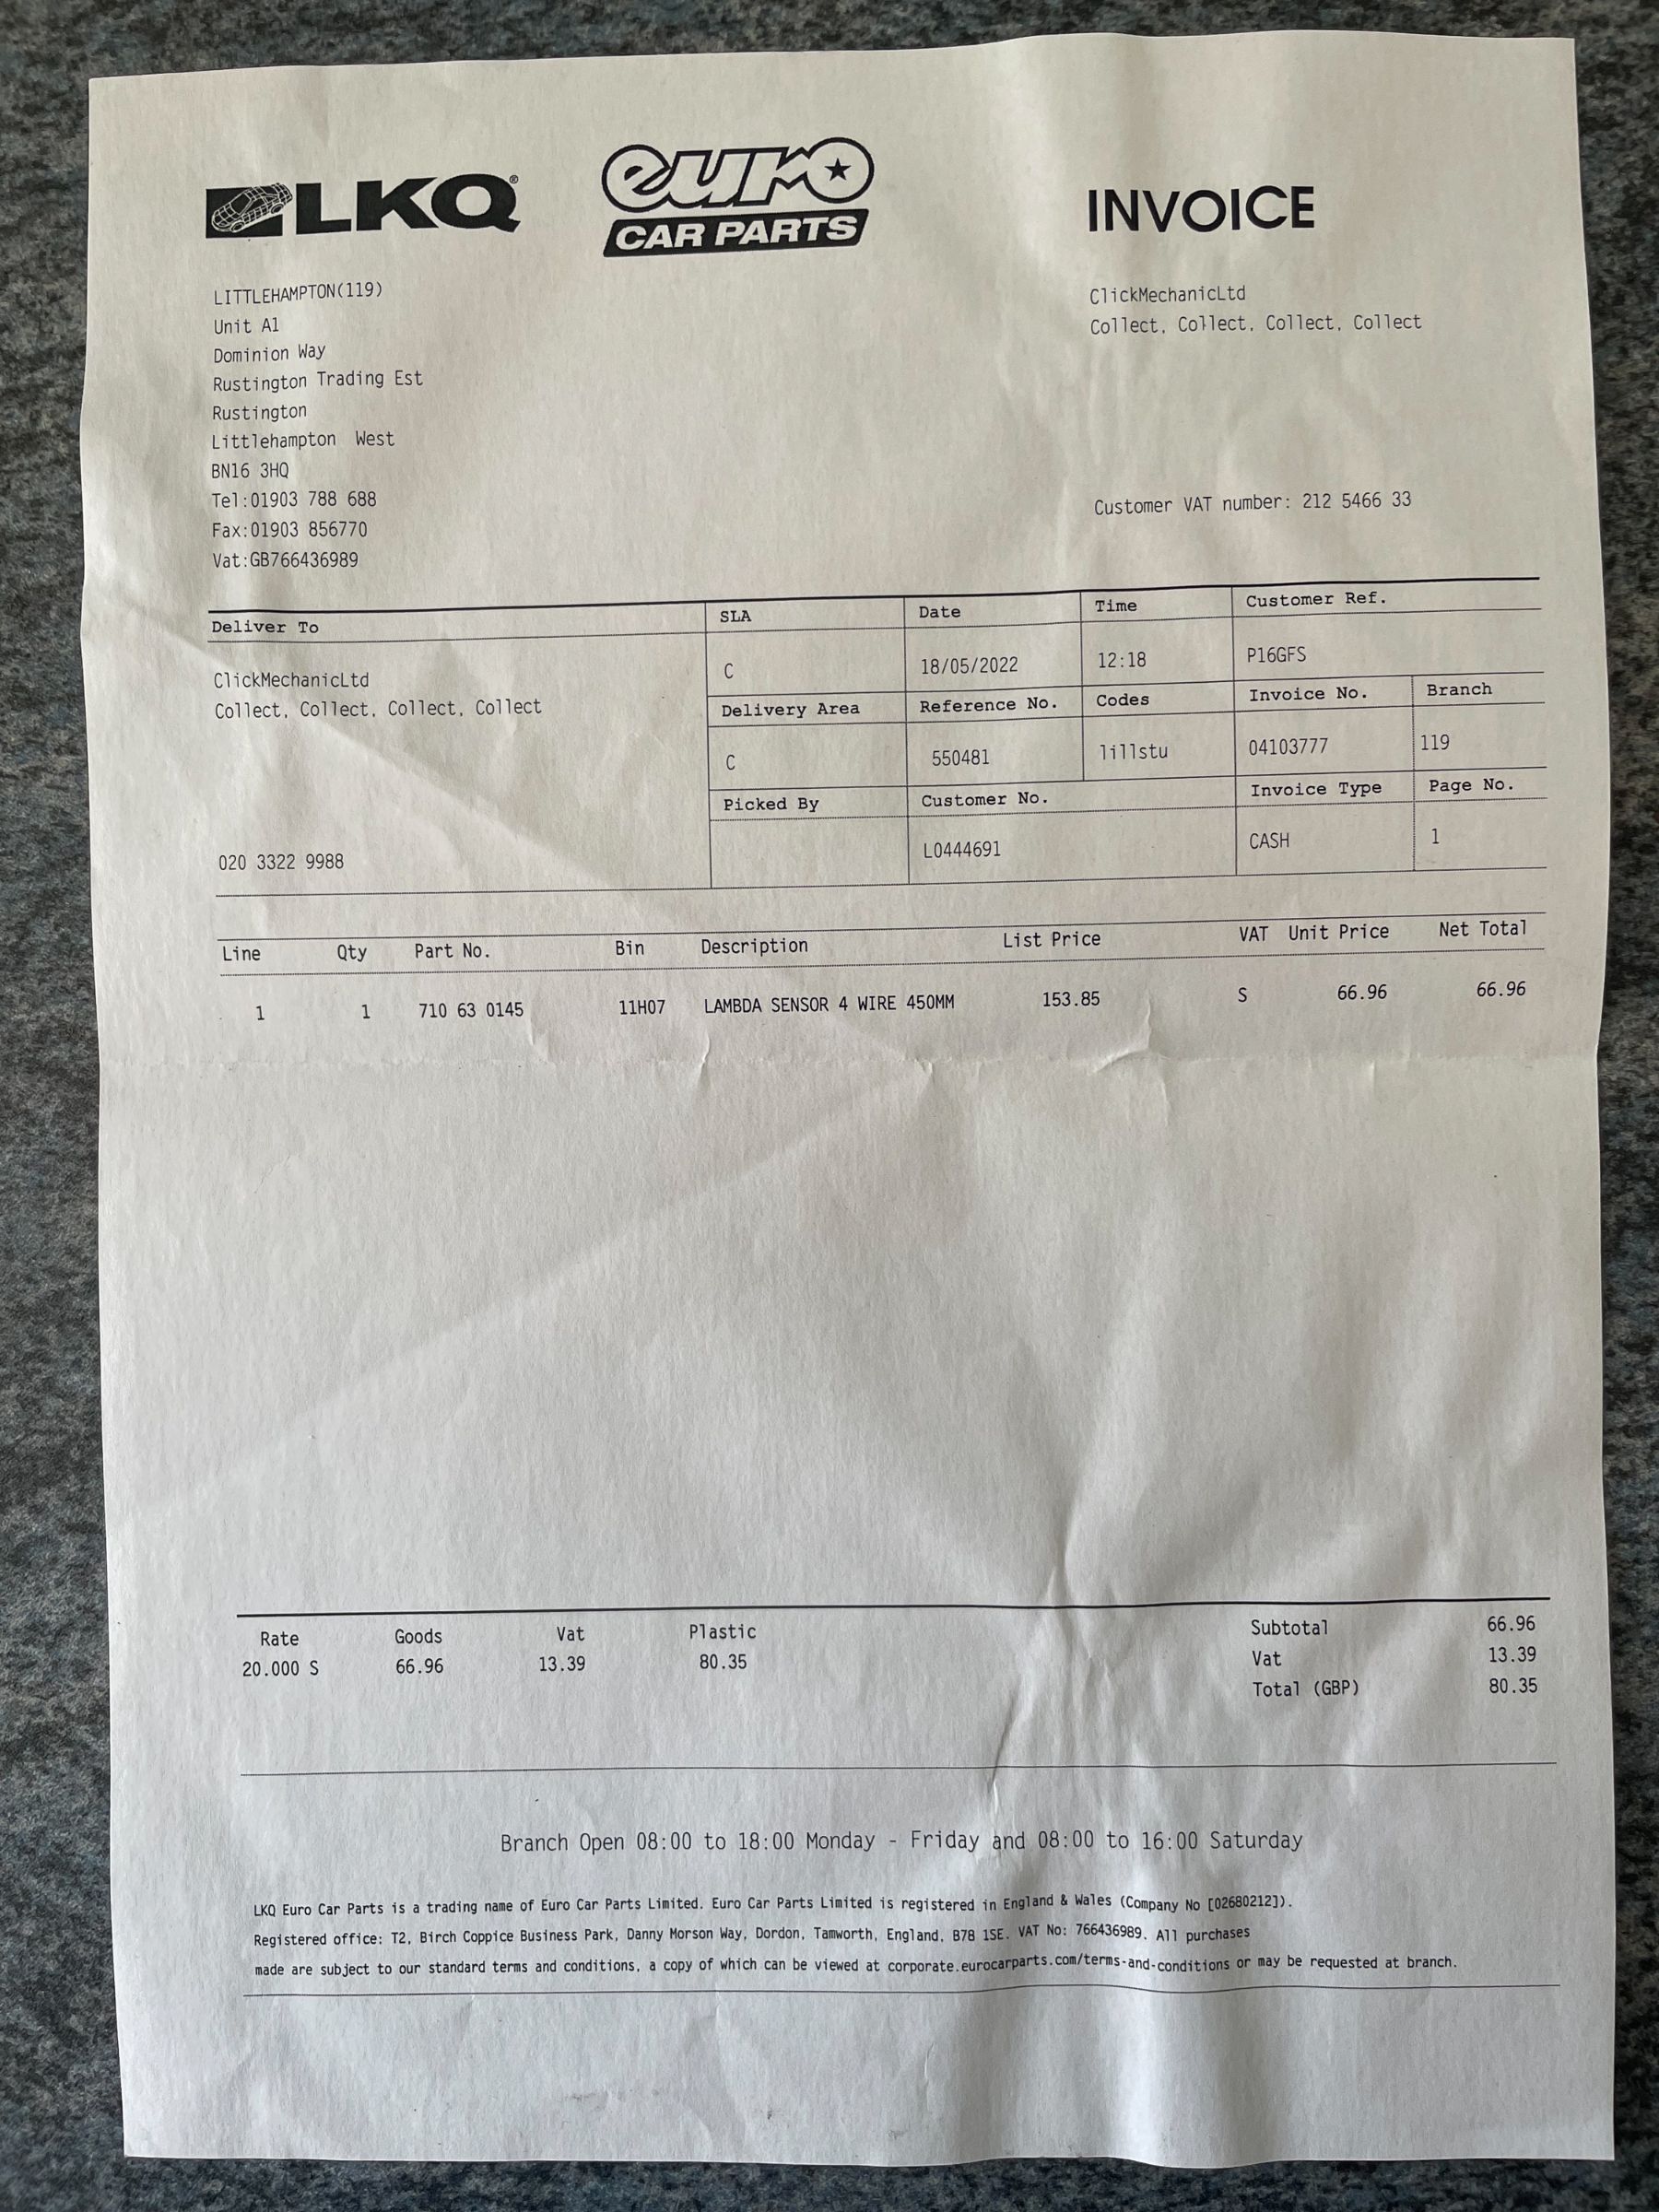 LKQ®
euro
CAR PARTS
INVOICE
LITTLEHAMPTON(119)
Unit A1
Dominion Way
Rustington Trading Est
Rustington
Littlehampton  West
BN16 3HQ
Tel:01903 788 688
Fax:01903 856770
Vat:GB766436989
ClickMechanicLtd
Collect, Collect, Collect, Collect
Customer VAT number: 212 5466 33
Deliver To
ClickMechanicLtd
Collect, Collect, Collect, Collect
020 3322 9988
SLA Date Time Customer Ref.
C 18/05/2022 12:18 P16GFS
Delivery Area Reference No. Codes Invoice No. Branch
C 550481 lillstu 04103777 119
Picked By Customer No. Invoice Type Page No.
L0444691 CASH 1
Line Qty Part No. Bin Description List Price VAT Unit Price Net Total
1 1 710 63 0145 11H07 LAMBDA SENSOR 4 WIRE 450MM 153.85 S 66.96 66.96
Rate Goods Vat Plastic
20.000 S 66.96 13.39 80.35
Subtotal 66.96
Vat 13.39
Total (GBP) 80.35
Branch Open 08:00 to 18:00 Monday - Friday and 08:00 to 16:00 Saturday
LKQ Euro Car Parts is a trading name of Euro Car Parts Limited. Euro Car Parts Limited is registered in England & Wales (Company No [02680212]).
Registered office: T2, Birch Coppice Business Park, Danny Morson Way, Dordon, Tamworth, England, B78 1SE. VAT No: 766436989. All purchases
made are subject to our standard terms and conditions, a copy of which can be viewed at corporate.eurocarparts.com/terms-and-conditions or may be requested at branch.